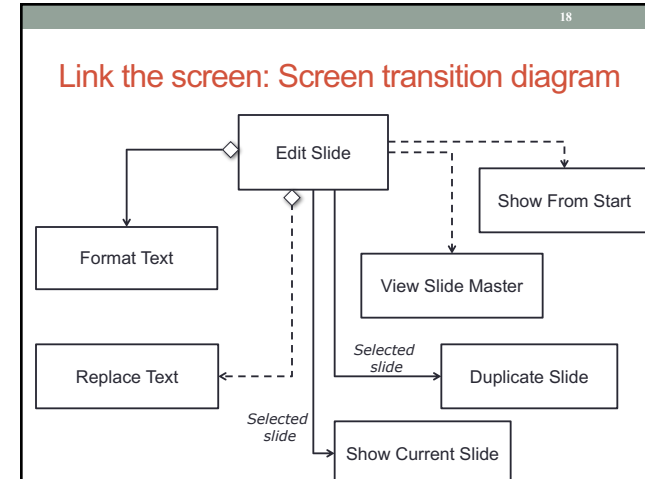 18
Link the screen: Screen transition diagram
Edit Slide
Show From Start
Format Text
View Slide Master
Replace Text
Selected
slide
Duplicate Slide
Selected
slide
Show Current Slide